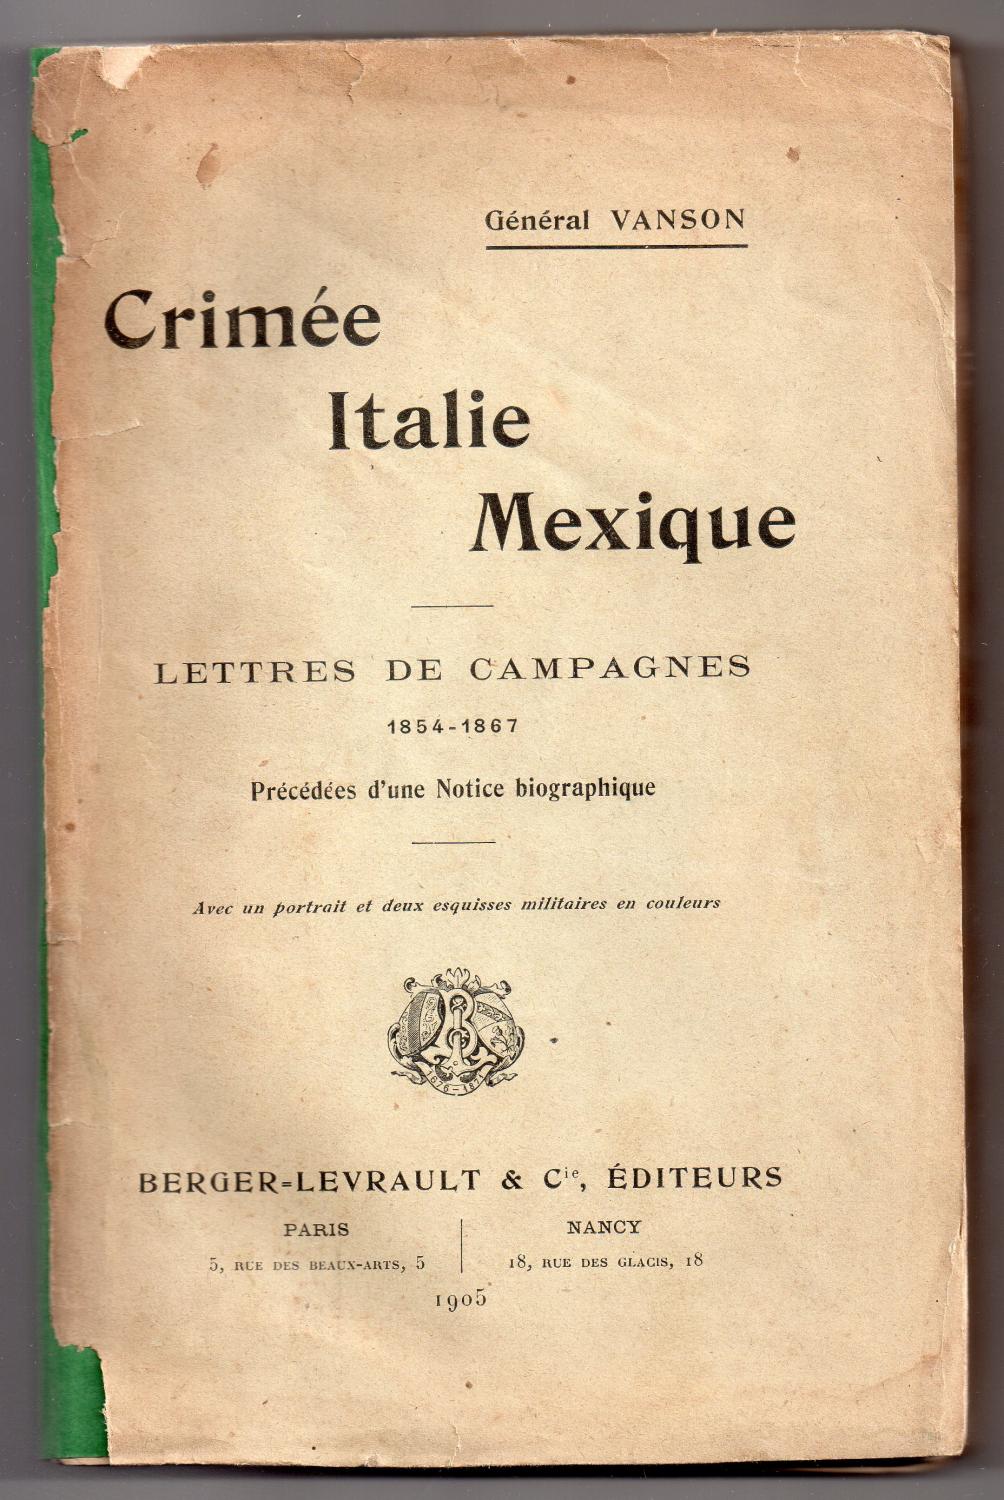 Général VANSON
Crimée
Italie
Mexique
LETTRES DE CAMPAGNES
1854-1867
Précédées d'une Notice biographique
Avec un portrait et deux esquisses militaires en couleurs
BERGER=LEVRAULT & Cie, ÉDITEURS
PARIS
5, RUE DES BEAUX-ARTS, 5
NANCY
18, RUE DES GLACIS, 18
1905